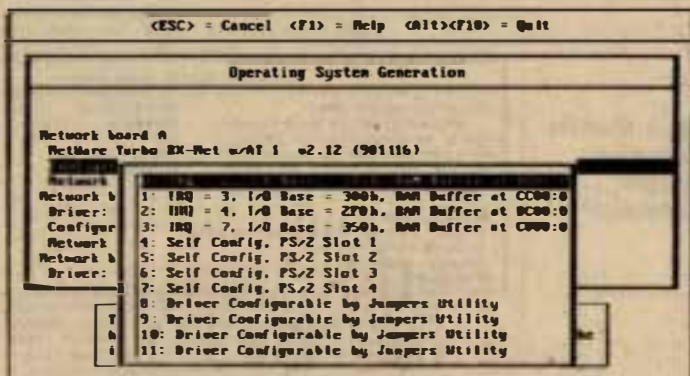 <ESC> = Cancel <F1> = Help <Alt><F10> = Quit
Operating System Generation
Network board A
NetWare Turbo RX-Net w/AT 1 v2.12 (901116)
Network
Network b
1: IRQ = 3, I/O Base = 300h, RAM Buffer at CC00:0
Driver:
2: IRQ = 4, I/O Base = 2F0h, RAM Buffer at DC00:0
Configur
3: IRQ = 7, I/O Base = 350h, RAM Buffer at C000:0
Network
4: Self Config, PS/2 Slot 1
Network b
5: Self Config, PS/2 Slot 2
Driver:
6: Self Config, PS/2 Slot 3
7: Self Config, PS/2 Slot 4
8: Driver Configurable by Jumpers Utility
T
9: Driver Configurable by Jumpers Utility
h
10: Driver Configurable by Jumpers Utility
i
11: Driver Configurable by Jumpers Utility